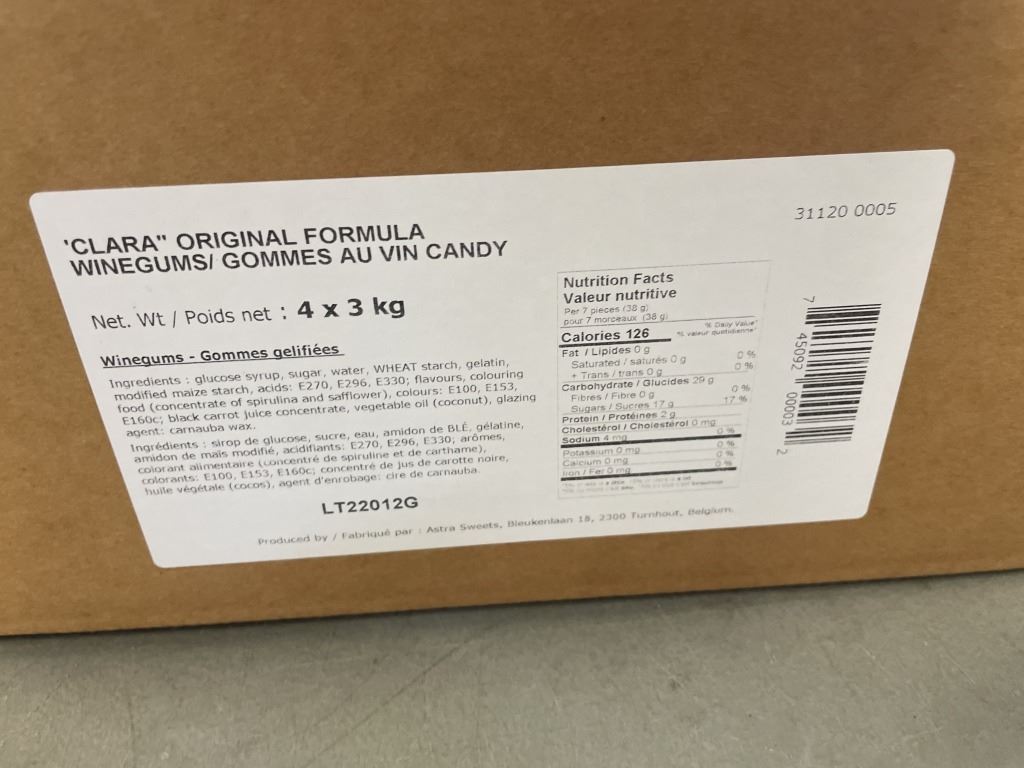 31120 0005
'CLARA" ORIGINAL FORMULA
WINEGUMS/ GOMMES AU VIN CANDY
Net. Wt / Poids net : 4 x 3 kg
Winegums - Gommes gelifiées
Ingredients : glucose syrup, sugar, water, WHEAT starch, gelatin,
modified maize starch, acids: E270, E296, E330; flavours, colouring
food (concentrate of spirulina and safflower), colours: E100, E153,
E160c; black carrot juice concentrate, vegetable oil (coconut), glazing
agent: carnauba wax.
Ingrédients : sirop de glucose, sucre, eau, amidon de BLÉ, gélatine,
amidon de maïs modifié, acidifiants: E270, E296, E330; arômes,
colorant alimentaire (concentré de spiruline et de carthame),
colorants: E100, E153, E160c; concentré de jus de carotte noire,
huile végétale (cocos), agent d'enrobage: cire de carnauba.
LT22012G
Produced by / Fabriqué par : Astra Sweets, Bleukenlaan 18, 2300 Turnhout, Belgium.
Nutrition Facts
Valeur nutritive
Per 7 pieces (38 g)
pour 7 morceaux (38 g)
% Daily Value*
Calories 126 % valeur quotidienne*
Fat / Lipides 0 g 0 %
Saturated / saturés 0 g 0 %
+ Trans / trans 0 g
Carbohydrate / Glucides 29 g
Fibres / Fibre 0 g 0 %
Sugars / Sucres 17 g 17 %
Protein / Protéines 2 g
Cholestérol / Cholestérol 0 mg
Sodium 4 mg 0 %
Potassium 0 mg 0 %
Calcium 0 mg 0 %
Iron / Fer 0 mg 0 %
7 45092 00003 2